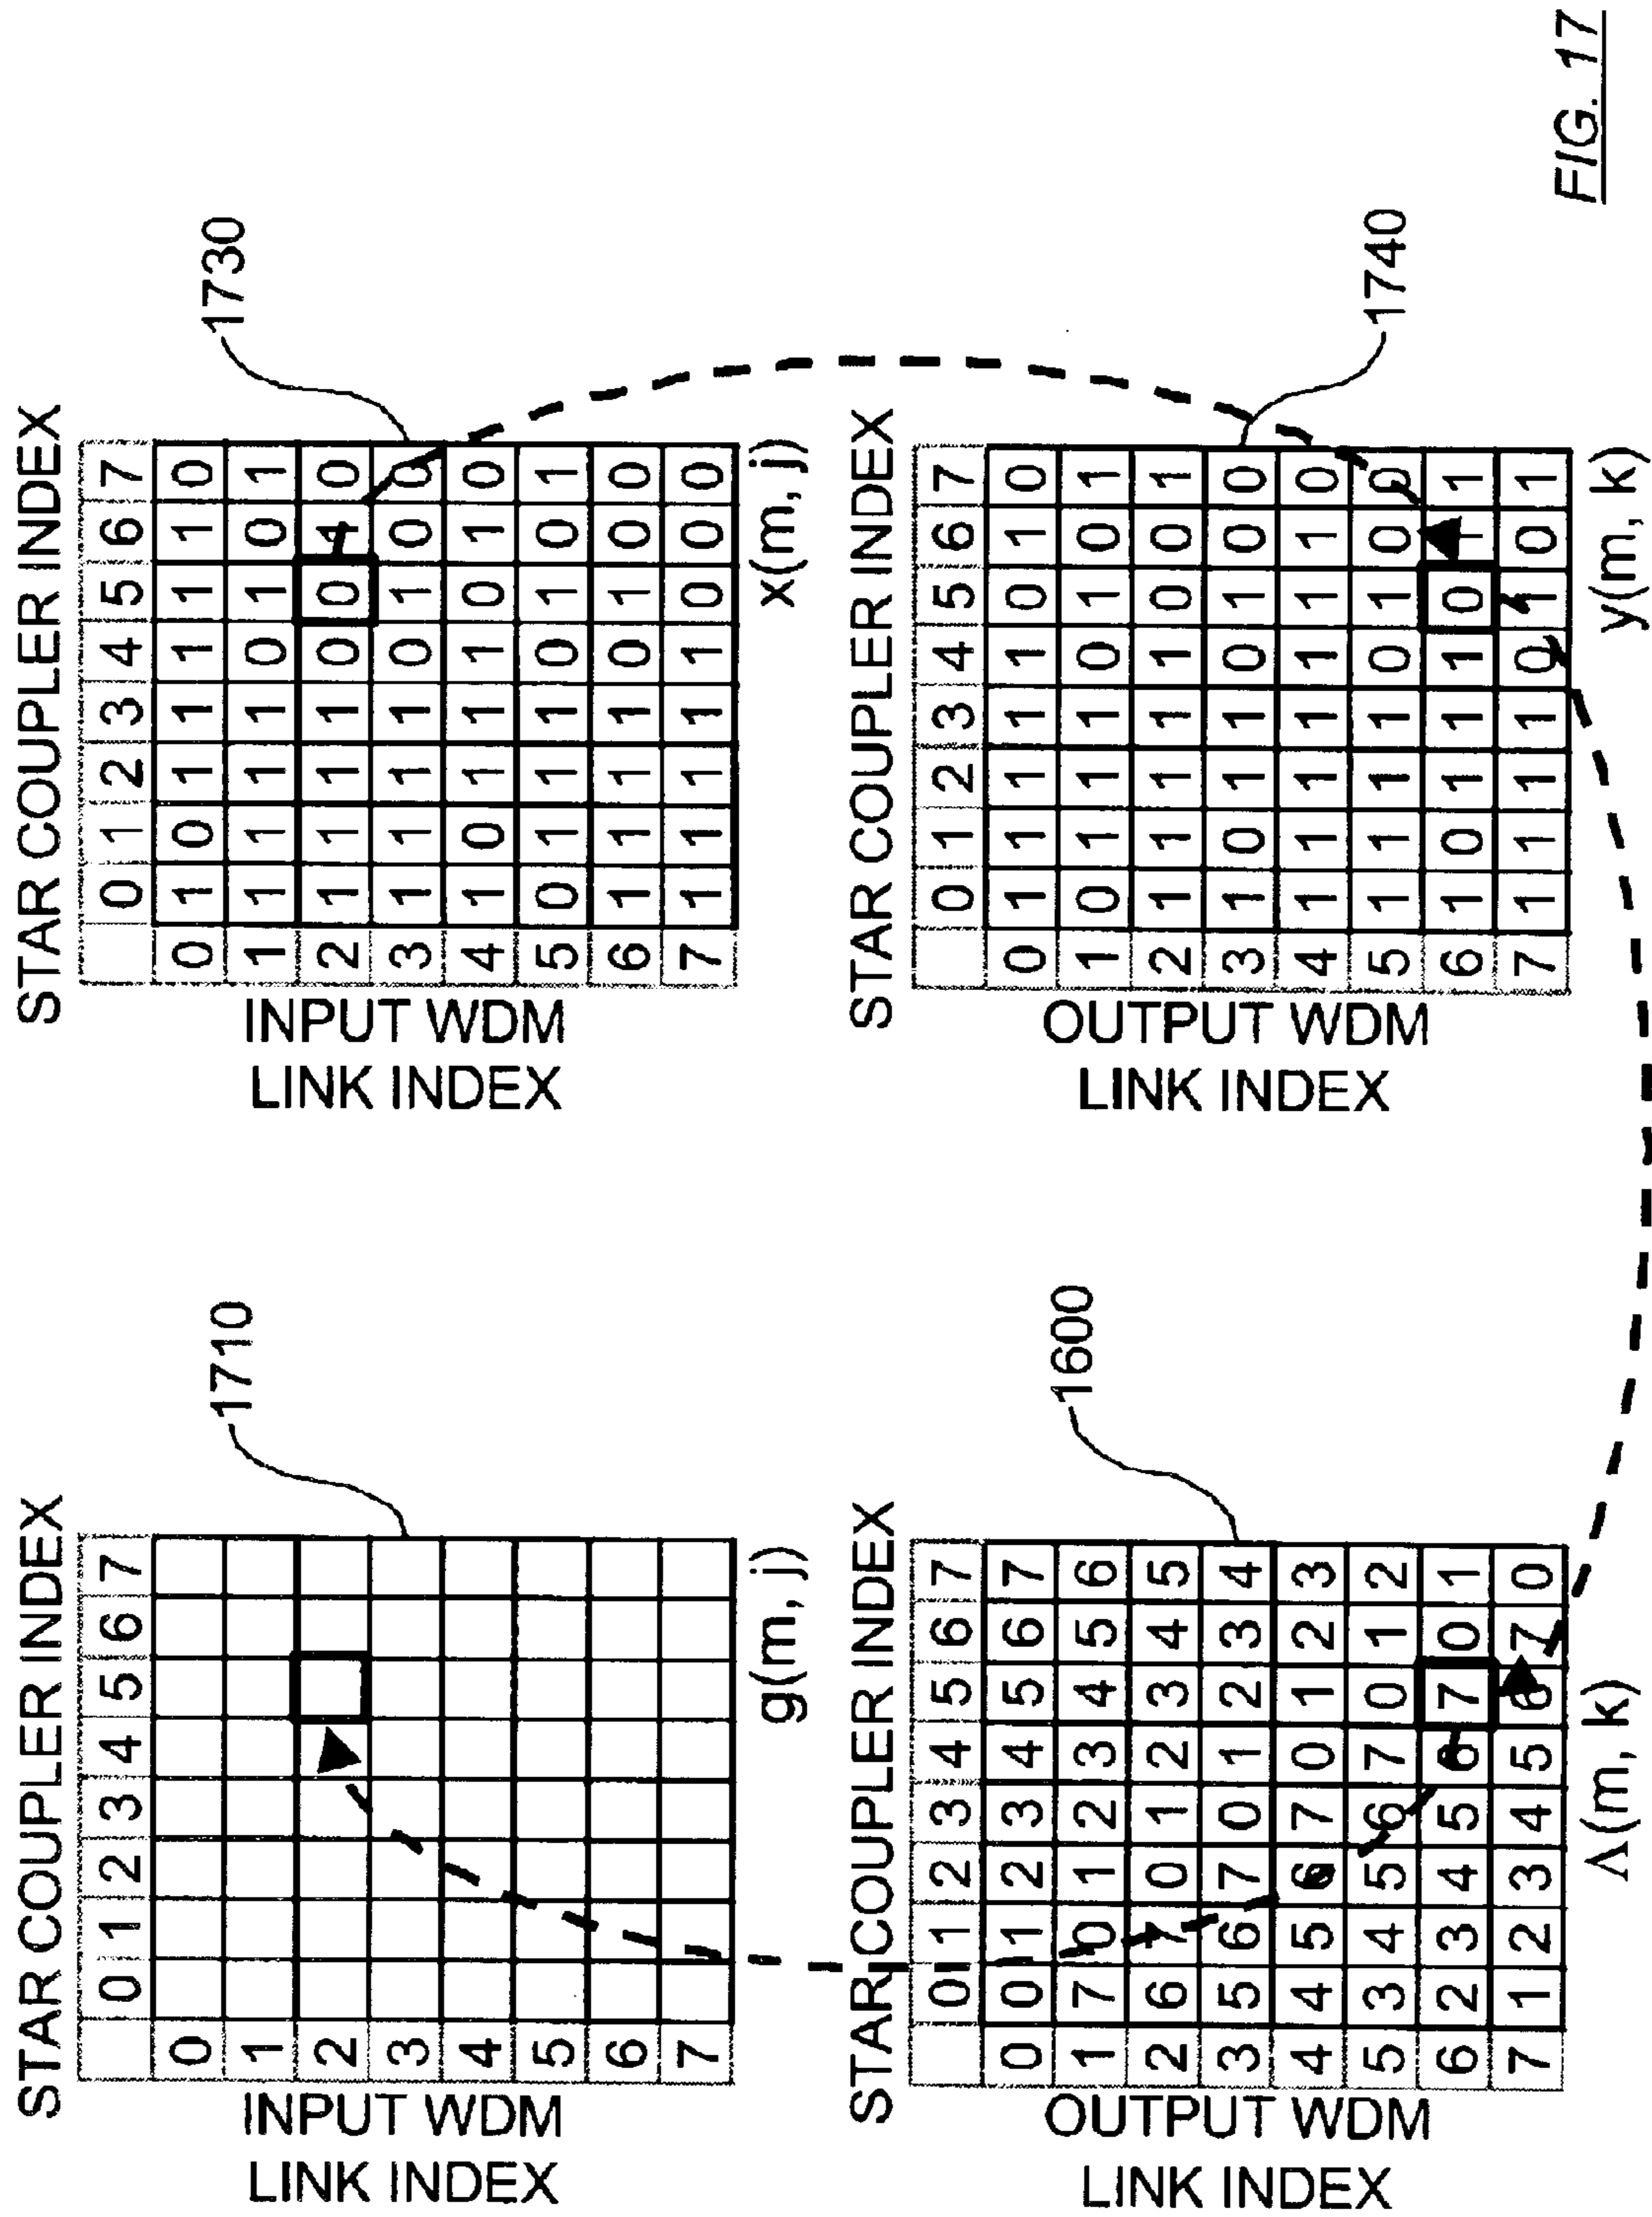 STAR COUPLER INDEX
0 1 2 3 4 5 6 7
0
1
2
3
4
5
6
7
INPUT WDM
LINK INDEX
g(m, j)
1710
STAR COUPLER INDEX
0 1 2 3 4 5 6 7
0 1 0 1 1 1 1 1 0
1 1 1 1 1 0 1 0 1
2 1 1 1 1 0 0 1 0
3 1 1 1 1 0 1 0 0
4 1 0 1 1 1 0 1 0
5 0 1 1 1 0 1 0 1
6 1 1 1 1 0 1 0 0
7 1 1 1 1 1 0 0 0
INPUT WDM
LINK INDEX
x(m, j)
1730
STAR COUPLER INDEX
0 1 2 3 4 5 6 7
0 0 1 2 3 4 5 6 7
1 7 0 1 2 3 4 5 6
2 6 7 0 1 2 3 4 5
3 5 6 7 0 1 2 3 4
4 4 5 6 7 0 1 2 3
5 3 4 5 6 7 0 1 2
6 2 3 4 5 6 7 0 1
7 1 2 3 4 5 6 7 0
OUTPUT WDM
LINK INDEX
Λ(m, k)
1600
STAR COUPLER INDEX
0 1 2 3 4 5 6 7
0 1 1 1 1 1 0 1 0
1 0 1 1 1 0 1 0 1
2 1 1 1 1 1 0 0 1
3 1 0 1 1 0 1 0 0
4 1 1 1 1 1 1 1 0
5 1 1 1 1 0 1 0 0
6 1 0 1 1 1 0 1 1
7 1 1 1 1 0 1 0 1
OUTPUT WDM
LINK INDEX
y(m, k)
1740
FIG. 17